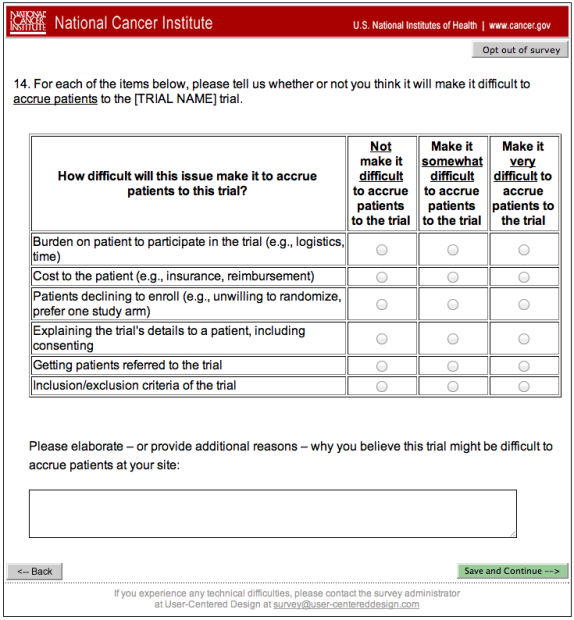 NATIONAL
CANCER
INSTITUTE
National Cancer Institute
U.S. National Institutes of Health | www.cancer.gov
Opt out of survey
14. For each of the items below, please tell us whether or not you think it will make it difficult to
accrue patients to the [TRIAL NAME] trial.
How difficult will this issue make it to accrue
patients to this trial?
Not
make it
difficult
to accrue
patients
to the trial
Make it
somewhat
difficult
to accrue
patients
to the trial
Make it
very
difficult to
accrue
patients to
the trial
Burden on patient to participate in the trial (e.g., logistics,
time)
Cost to the patient (e.g., insurance, reimbursement)
Patients declining to enroll (e.g., unwilling to randomize,
prefer one study arm)
Explaining the trial's details to a patient, including
consenting
Getting patients referred to the trial
Inclusion/exclusion criteria of the trial
Please elaborate – or provide additional reasons – why you believe this trial might be difficult to
accrue patients at your site:
<-- Back
Save and Continue -->
If you experience any technical difficulties, please contact the survey administrator
at User-Centered Design at survey@user-centereddesign.com